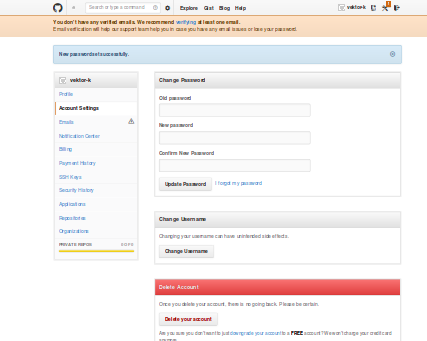 Search or type a command
Explore Gist Blog Help
vektor-k
You don't have any verified emails. We recommend verifying at least one email.
Email verification will help our support team help you in case you have any email issues or lose your password.
New password set successfully.
vektor-k
Profile
Account Settings
Emails
Notification Center
Billing
Payment History
SSH Keys
Security History
Applications
Repositories
Organizations
PRIVATE REPOS 0 OF 0
Change Password
Old password
New password
Confirm New Password
Update Password I forgot my password
Change Username
Changing your username can have unintended side effects.
Change Username
Delete Account
Once you delete your account, there is no going back. Please be certain.
Delete your account
Are you sure you don't want to just downgrade your account to a FREE account? We won't charge your credit card